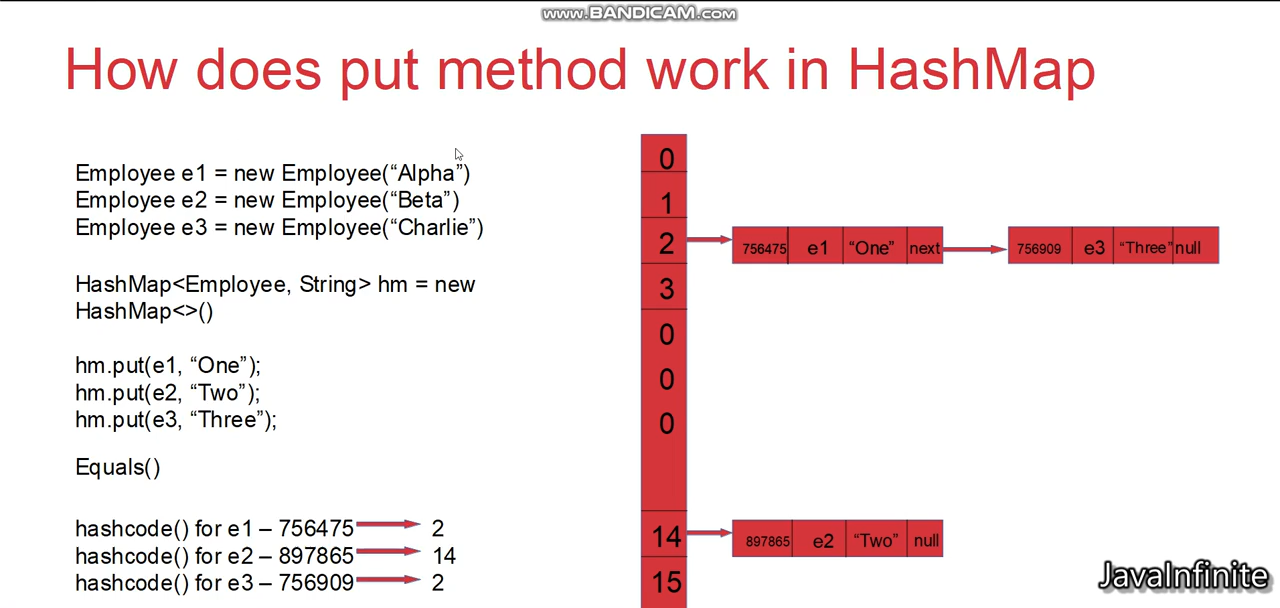 www.BANDICAM.com
How does put method work in HashMap
Employee e1 = new Employee(“Alpha”)
Employee e2 = new Employee(“Beta”)
Employee e3 = new Employee(“Charlie”)
HashMap<Employee, String> hm = new
HashMap<>()
hm.put(e1, “One”);
hm.put(e2, “Two”);
hm.put(e3, “Three”);
Equals()
hashcode() for e1 – 756475 2
hashcode() for e2 – 897865 14
hashcode() for e3 – 756909 2
0
1
2 756475 e1 “One” next 756909 e3 “Three” null
3
0
0
0
14 897865 e2 “Two” null
15
JavaInfinite